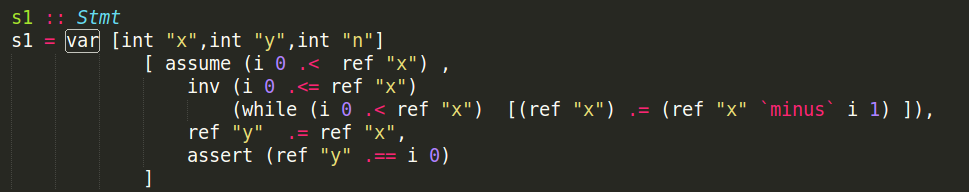 s1 :: Stmt
s1 = var [int "x",int "y",int "n"]
[ assume (i 0 .<  ref "x") ,
inv (i 0 .<= ref "x")
(while (i 0 .< ref "x")  [(ref "x") .= (ref "x" `minus` i 1) ]),
ref "y"  .= ref "x",
assert (ref "y" .== i 0)
]